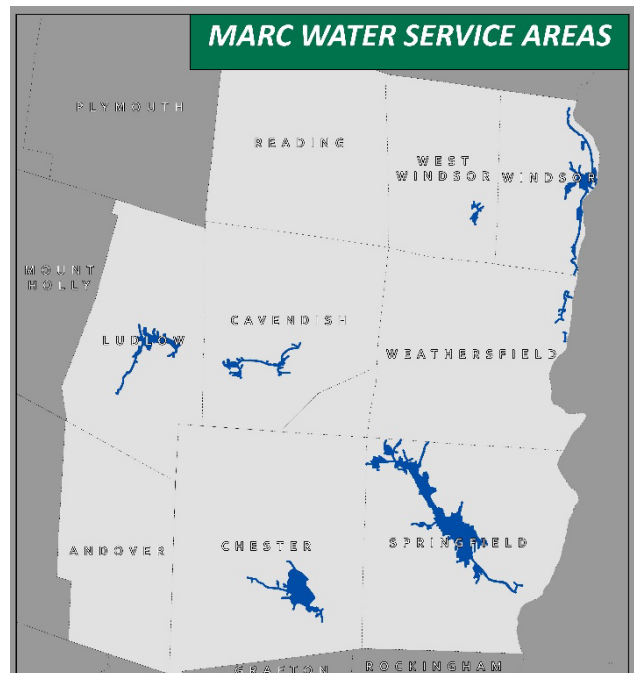 MARC WATER SERVICE AREAS
PLYMOUTH
READING
WEST
WINDSOR
WINDSOR
MOUNT
HOLLY
LUDLOW
CAVENDISH
WEATHERSFIELD
ANDOVER
CHESTER
SPRINGFIELD
GRAFTON
ROCKINGHAM